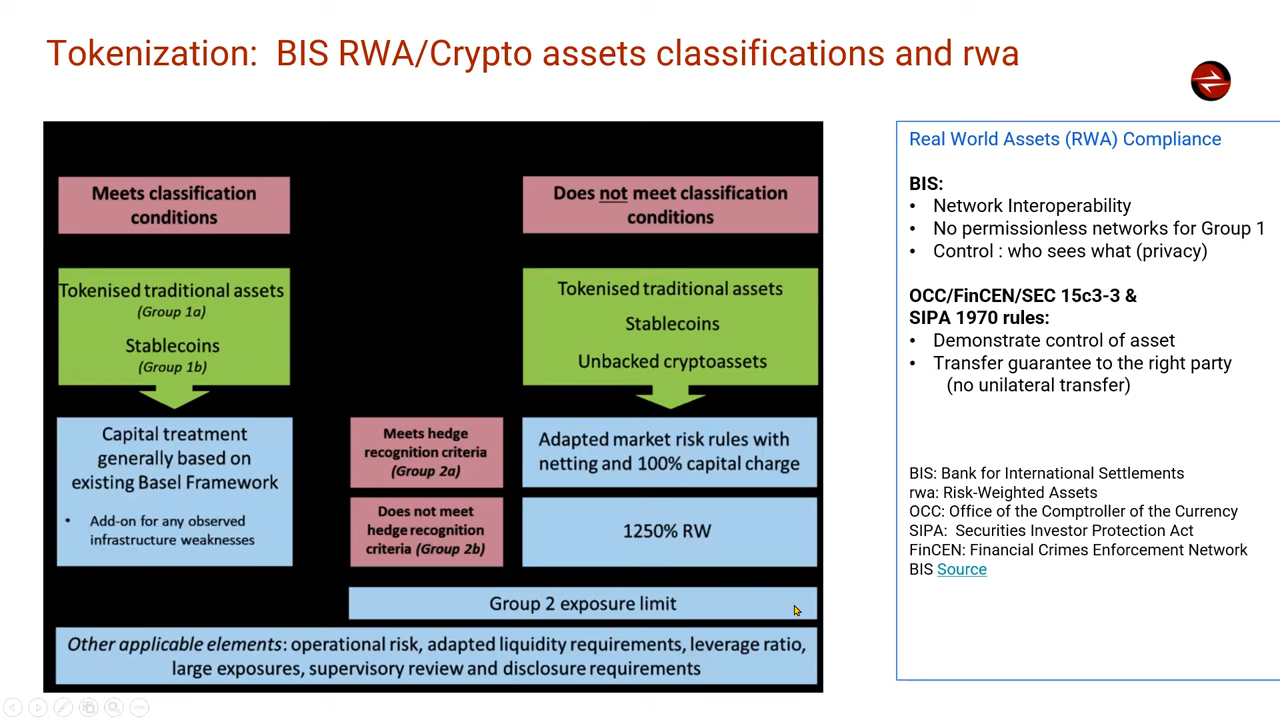 Tokenization:  BIS RWA/Crypto assets classifications and rwa
Meets classification
conditions
Does not meet classification
conditions
Tokenised traditional assets
(Group 1a)
Stablecoins
(Group 1b)
Tokenised traditional assets
Stablecoins
Unbacked cryptoassets
Capital treatment
generally based on
existing Basel Framework
• Add-on for any observed
infrastructure weaknesses
Meets hedge
recognition criteria
(Group 2a)
Adapted market risk rules with
netting and 100% capital charge
Does not meet
hedge recognition
criteria (Group 2b)
1250% RW
Group 2 exposure limit
Other applicable elements: operational risk, adapted liquidity requirements, leverage ratio,
large exposures, supervisory review and disclosure requirements
Real World Assets (RWA) Compliance
BIS:
• Network Interoperability
• No permissionless networks for Group 1
• Control : who sees what (privacy)
OCC/FinCEN/SEC 15c3-3 &
SIPA 1970 rules:
• Demonstrate control of asset
• Transfer guarantee to the right party
(no unilateral transfer)
BIS: Bank for International Settlements
rwa: Risk-Weighted Assets
OCC: Office of the Comptroller of the Currency
SIPA:  Securities Investor Protection Act
FinCEN: Financial Crimes Enforcement Network
BIS Source